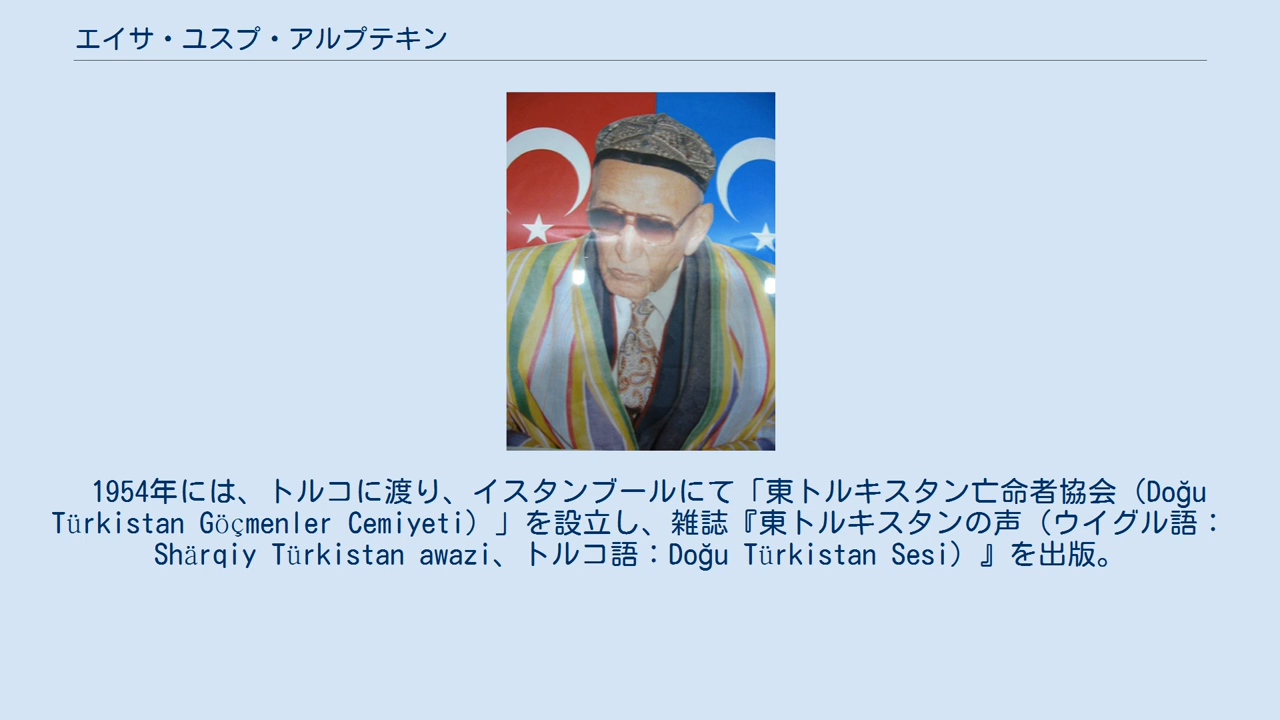 エイサ・ユスプ・アルプテキン
1954年には、トルコに渡り、イスタンブールにて「東トルキスタン亡命者協会（Doğu
Türkistan Göçmenler Cemiyeti）」を設立し、雑誌『東トルキスタンの声（ウイグル語：
Shärqiy Türkistan awazi、トルコ語：Doğu Türkistan Sesi）』を出版。